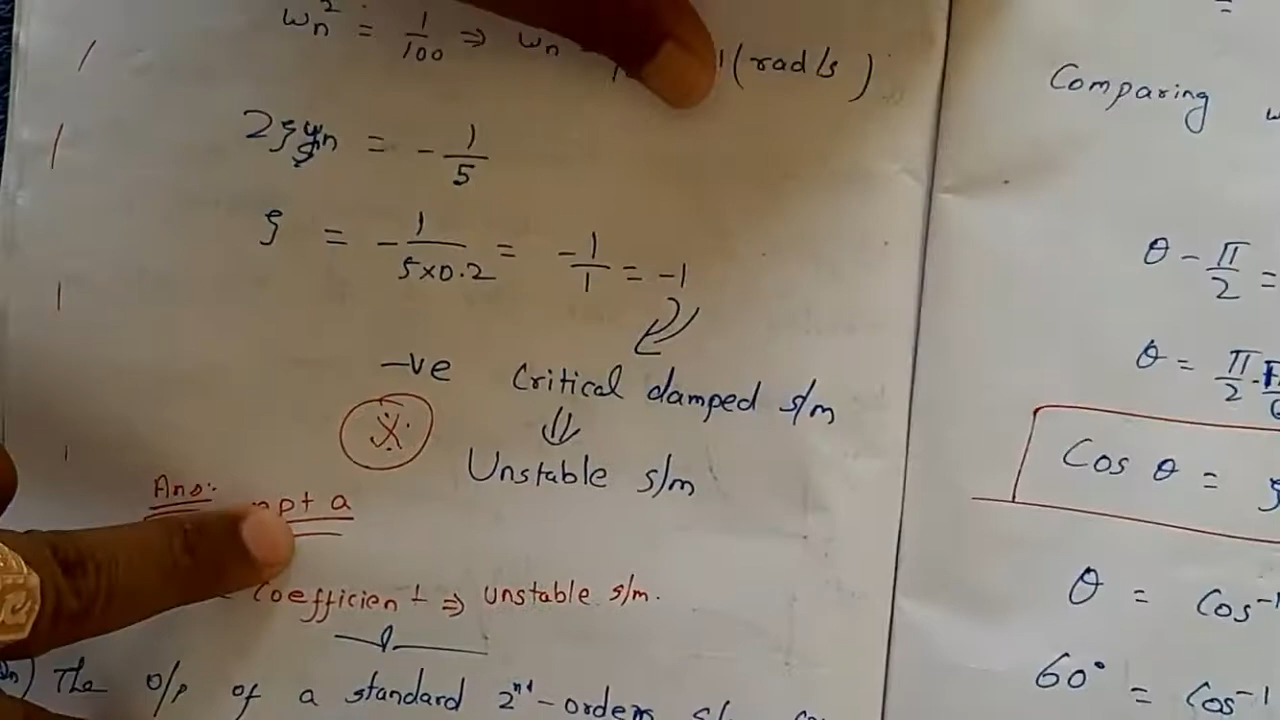 ωn² = 1/100 ⇒ ωn 1 (rad/s)
2ξωn = - 1/5
ξ = - 1/(5×0.2) = -1/1 = -1
-ve Critical damped s/m
⇓
(X) Unstable s/m
Ans:- opt a
Coefficient ⇒ unstable s/m.
The o/p of a standard 2nd-order
Comparing
θ - π/2 =
θ = π/2 -
Cos θ = ξ
θ = Cos⁻¹
60° = Cos⁻¹